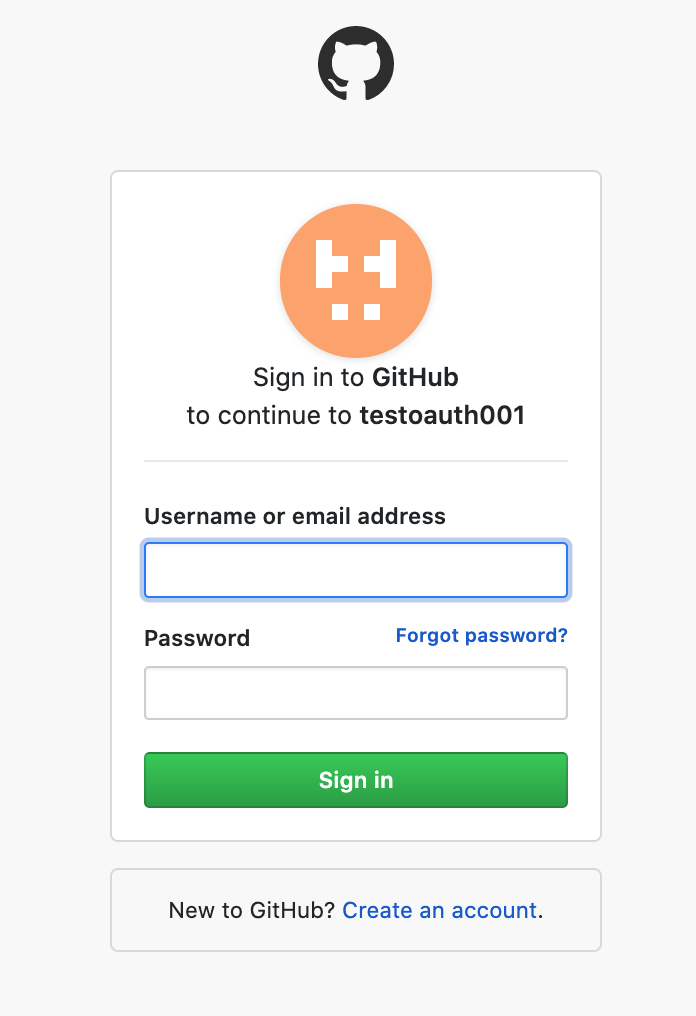 Sign in to GitHub
to continue to testoauth001
Username or email address
Password
Forgot password?
Sign in
New to GitHub? Create an account.